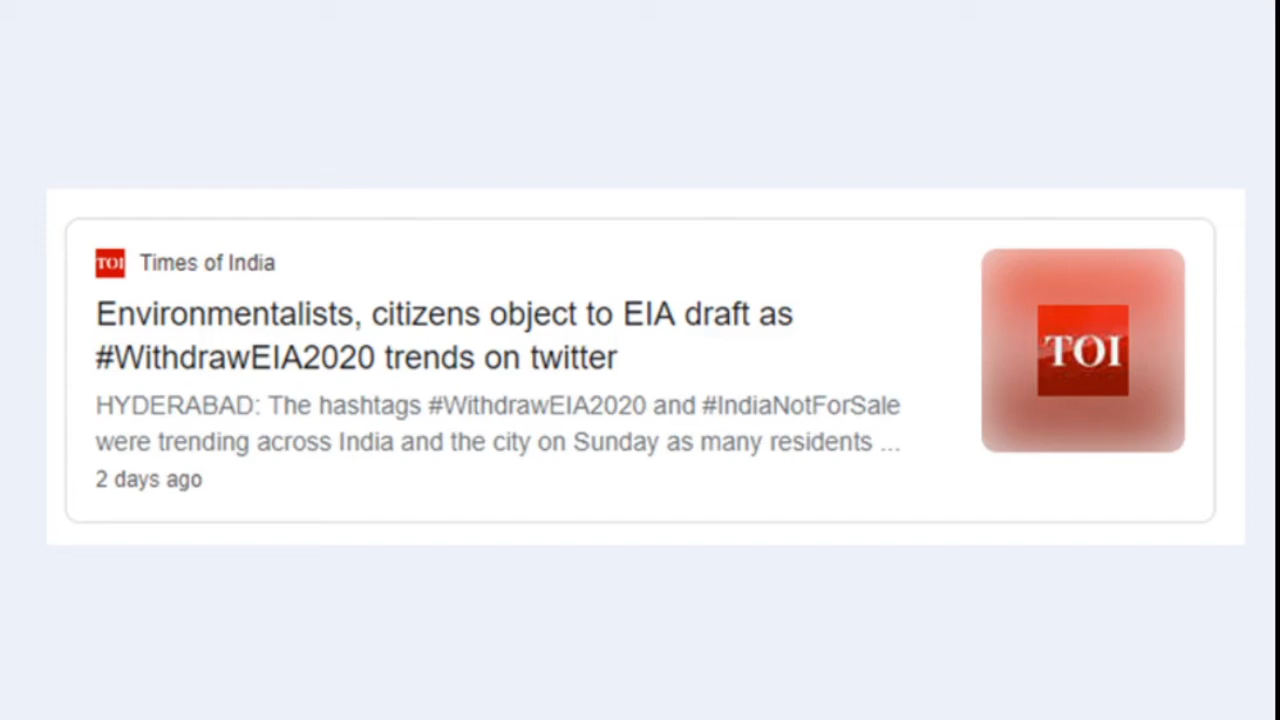 TOI Times of India
Environmentalists, citizens object to EIA draft as
#WithdrawEIA2020 trends on twitter
HYDERABAD: The hashtags #WithdrawEIA2020 and #IndiaNotForSale
were trending across India and the city on Sunday as many residents ...
2 days ago
TOI